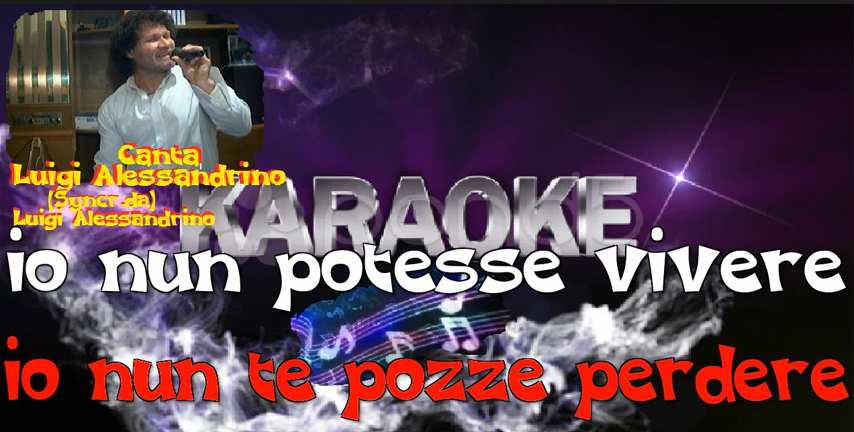 Canta
Luigi Alessandrino
(Syncr.da)
Luigi Alessandrino
KARAOKE
io nun potesse vivere
io nun te pozze perdere